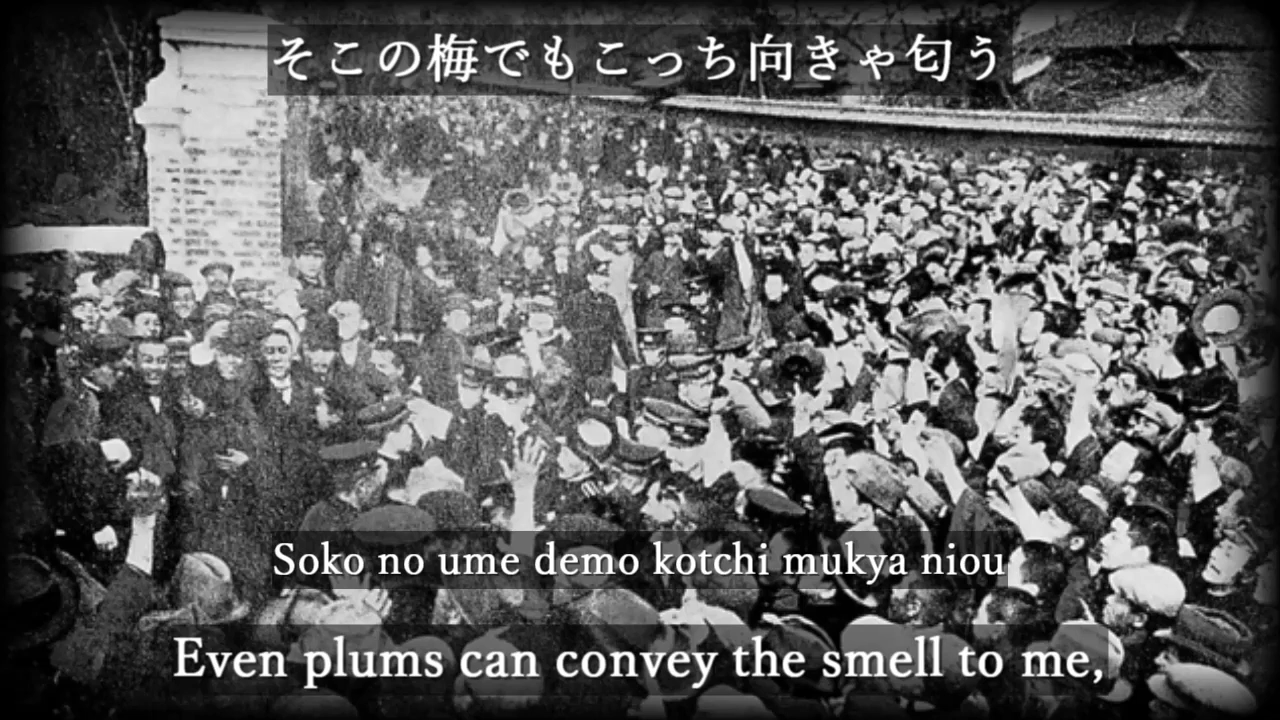 そこの梅でもこっち向きゃ匂う
Soko no ume demo kotchi mukya niou
Even plums can convey the smell to me,